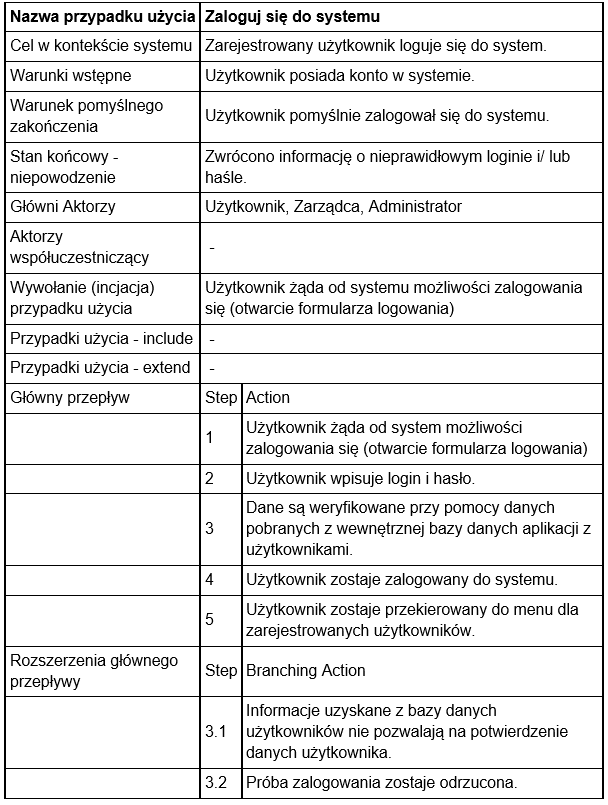 Nazwa przypadku użycia Zaloguj się do systemu
Cel w kontekście systemu Zarejestrowany użytkownik loguje się do system.
Warunki wstępne Użytkownik posiada konto w systemie.
Warunek pomyślnego
zakończenia
Użytkownik pomyślnie zalogował się do systemu.
Stan końcowy -
niepowodzenie
Zwrócono informację o nieprawidłowym loginie i/ lub
haśle.
Główni Aktorzy Użytkownik, Zarządca, Administrator
Aktorzy
współuczestniczący
-
Wywołanie (incjacja)
przypadku użycia
Użytkownik żąda od systemu możliwości zalogowania
się (otwarcie formularza logowania)
Przypadki użycia - include -
Przypadki użycia - extend -
Główny przepływ Step Action
1
Użytkownik żąda od system możliwości
zalogowania się (otwarcie formularza logowania)
2 Użytkownik wpisuje login i hasło.
3
Dane są weryfikowane przy pomocy danych
pobranych z wewnętrznej bazy danych aplikacji z
użytkownikami.
4 Użytkownik zostaje zalogowany do systemu.
5
Użytkownik zostaje przekierowany do menu dla
zarejestrowanych użytkowników.
Rozszerzenia głównego
przepływy
Step Branching Action
3.1
Informacje uzyskane z bazy danych
użytkowników nie pozwalają na potwierdzenie
danych użytkownika.
3.2 Próba zalogowania zostaje odrzucona.